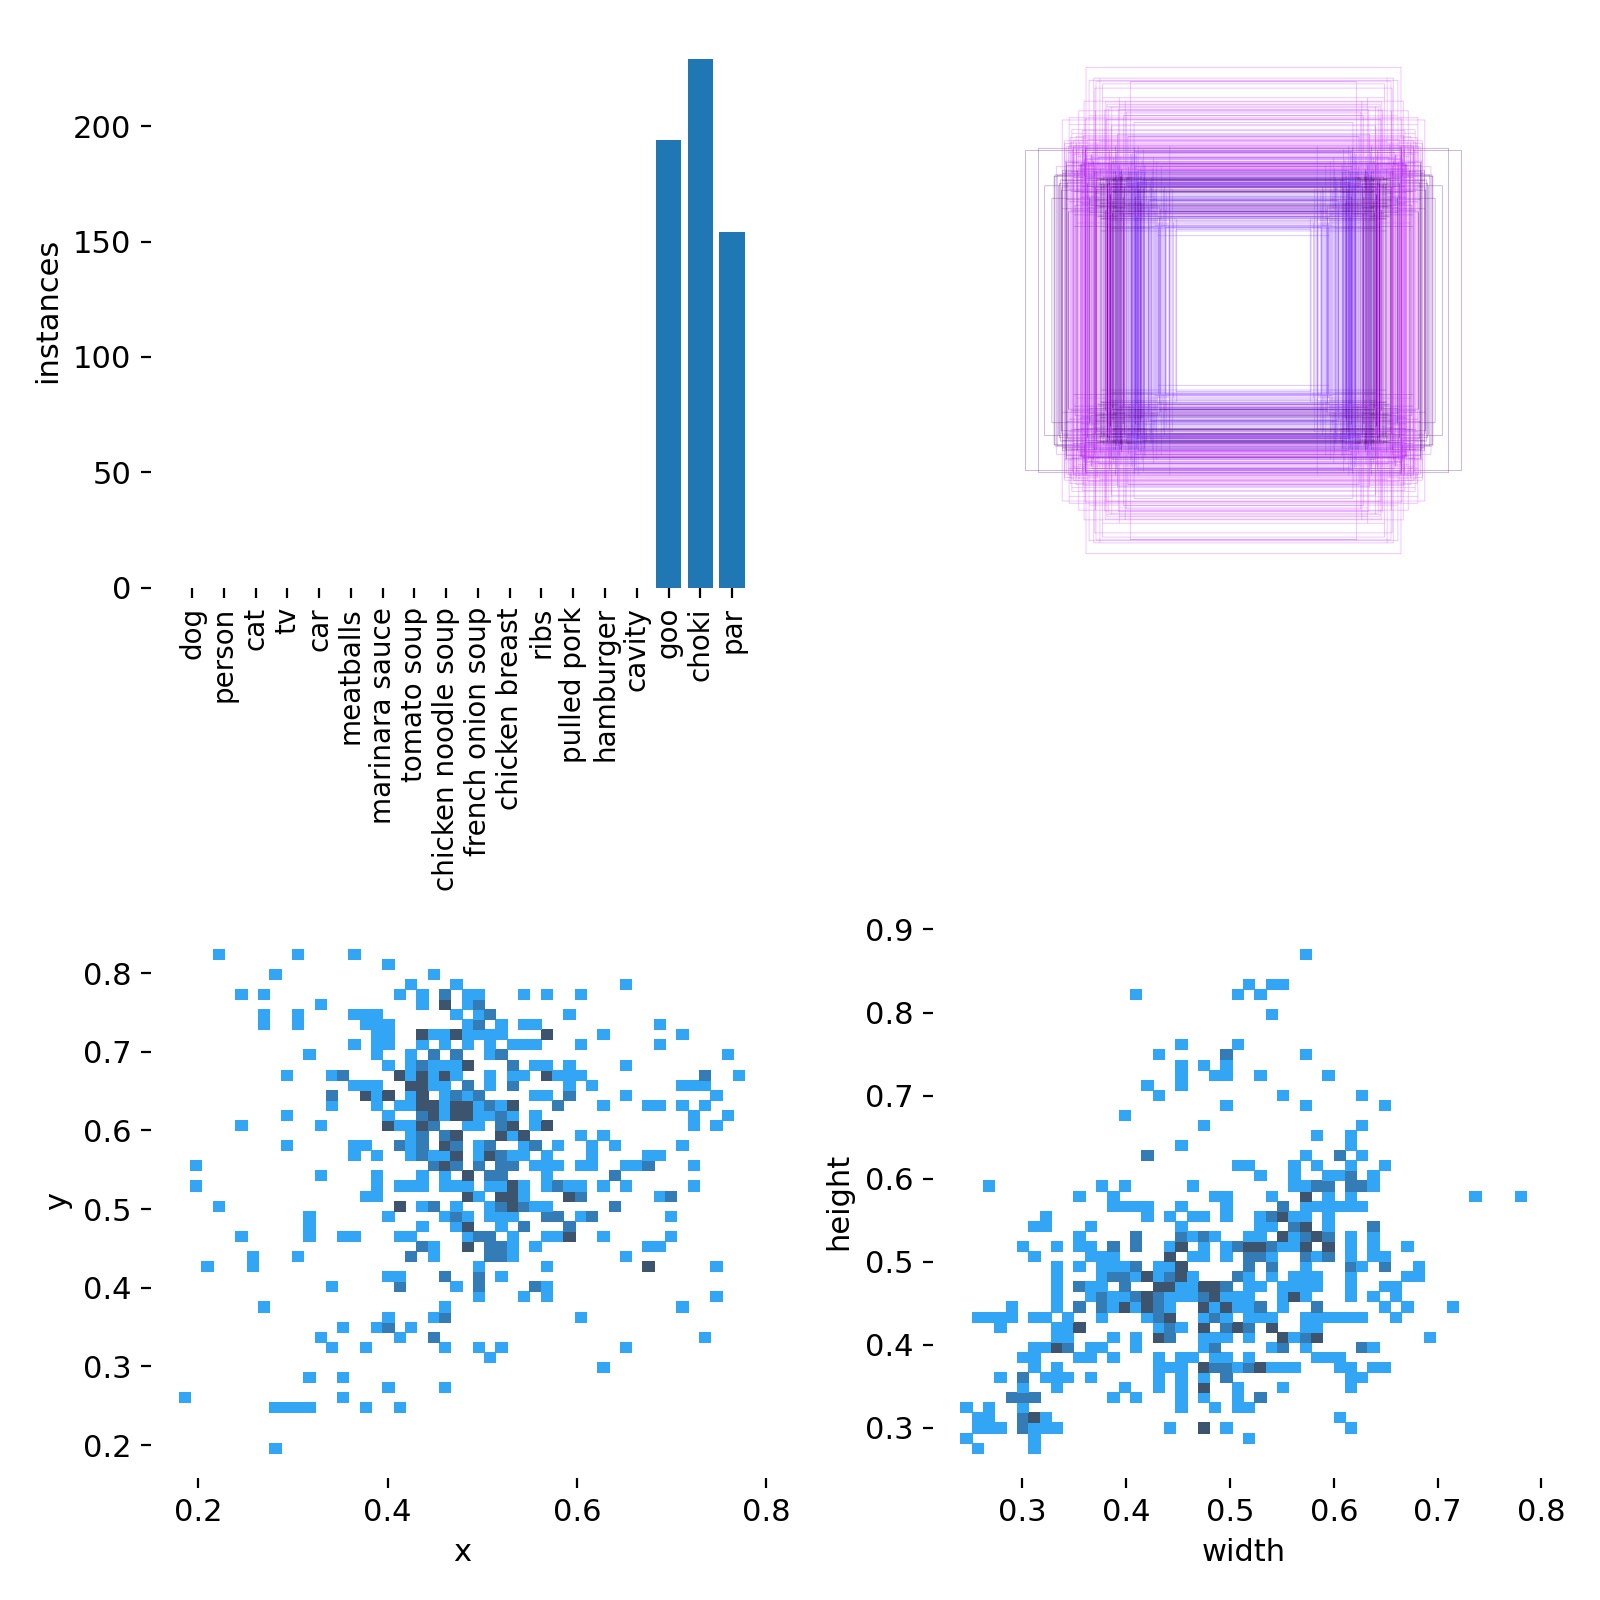 instances
200
150
100
50
0
dog
person
cat
tv
car
meatballs
marinara sauce
tomato soup
chicken noodle soup
french onion soup
chicken breast
ribs
pulled pork
hamburger
cavity
goo
choki
par
y
0.8
0.7
0.6
0.5
0.4
0.3
0.2
0.2 0.4 0.6 0.8
x
height
0.9
0.8
0.7
0.6
0.5
0.4
0.3
0.3 0.4 0.5 0.6 0.7 0.8
width